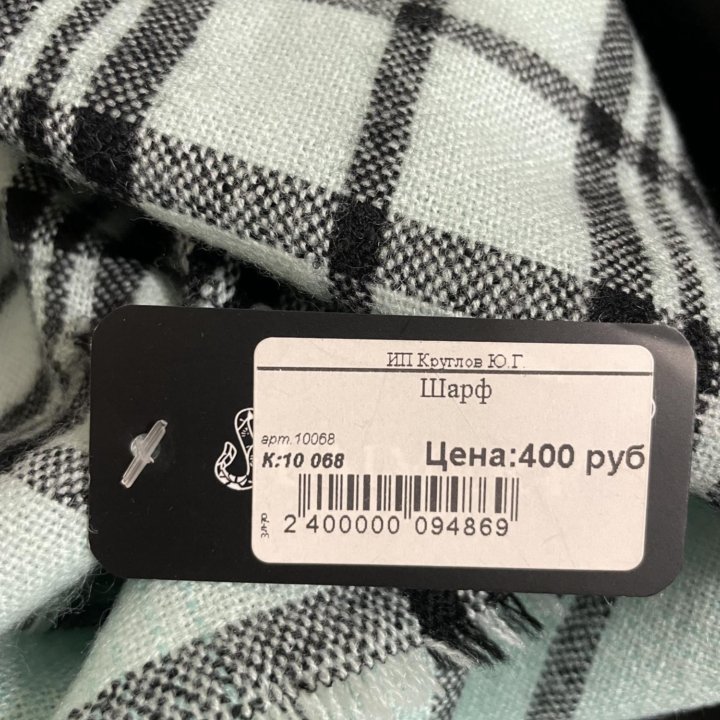 ИП Круглов Ю.Г.
Шарф
арт.10068
К:10 068
Цена:400 руб
2 400000 094869